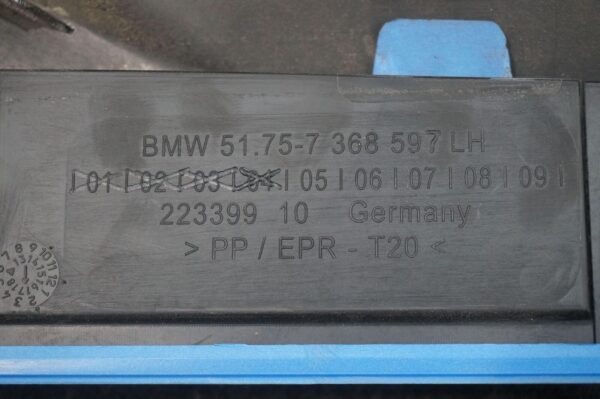 BMW 51.75-7 368 597 LH
| 01 | 02 | 03 | 04 | 05 | 06 | 07 | 08 | 09 |
223399 10 Germany
> PP / EPR - T20 <